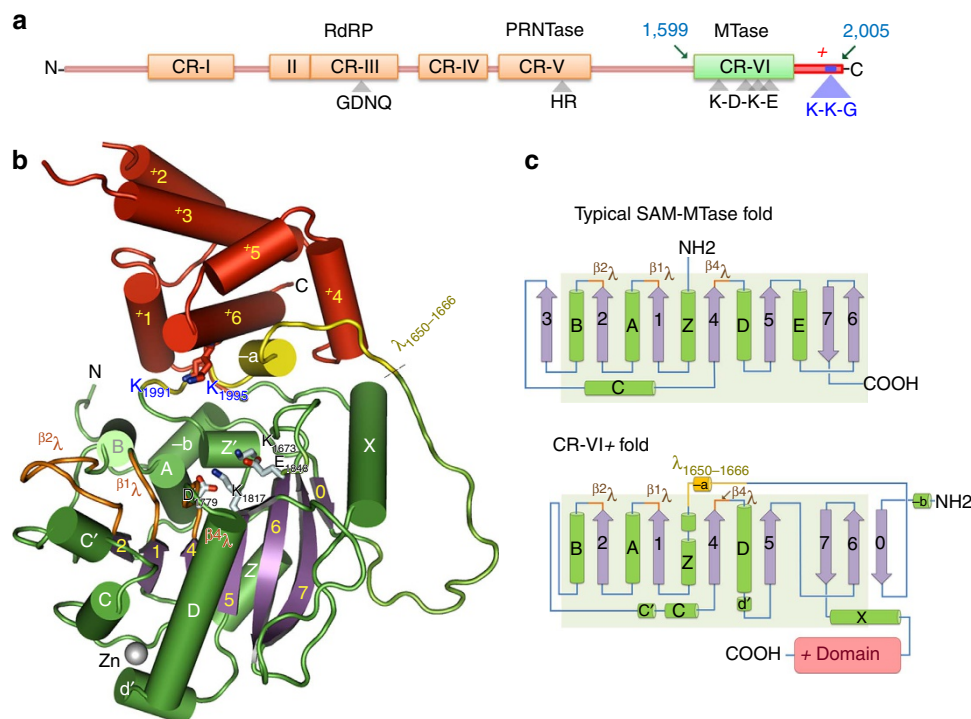 a
RdRP PRNTase 1,599 MTase + 2,005
N- CR-I II CR-III CR-IV CR-V CR-VI -C
GDNQ HR K-D-K-E K-K-G
b
+2
+3
+5
C
+4
+1
+6
–a
λ1650–1666
K1991 K1995
N
B –b Z′ K1673 X
β2λ A E1846
β1λ D1779 K1817 0
C′ 2 1 4 β4λ 6
C D 5 Z 7
Zn
d′
c
Typical SAM-MTase fold
NH2
β2λ β1λ β4λ
3 B 2 A 1 Z 4 D 5 E 7 6
C COOH
CR-VI+ fold
λ1650–1666
β2λ β1λ –a β4λ –b NH2
B 2 A 1 Z 4 D 5 7 6 0
C′ C d′ X
COOH + Domain